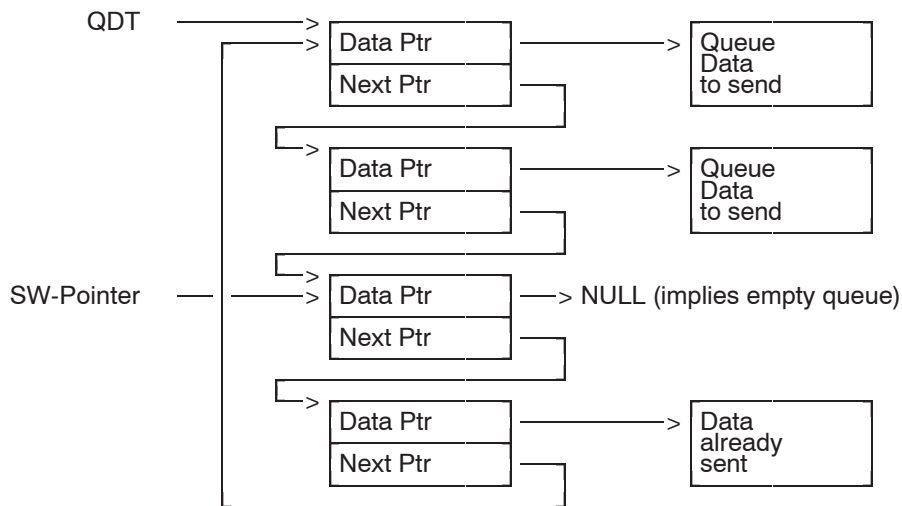 QDT
Data Ptr
Queue
Data
to send
Next Ptr
Data Ptr
Queue
Data
to send
Next Ptr
SW-Pointer
Data Ptr
NULL (implies empty queue)
Next Ptr
Data Ptr
Data
already
sent
Next Ptr